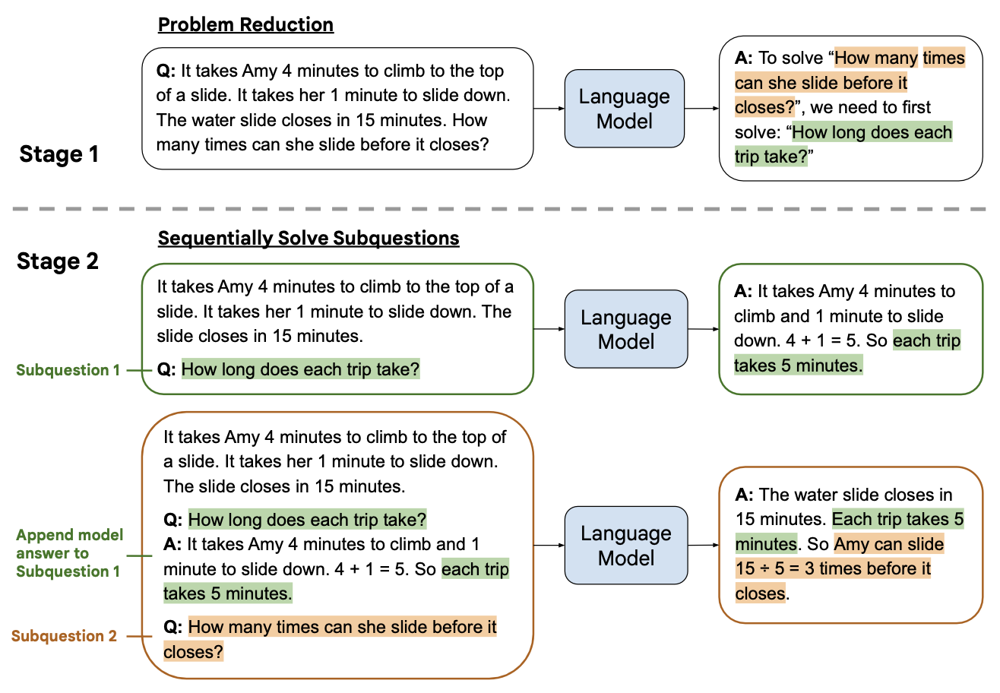 Problem Reduction
Stage 1
Q: It takes Amy 4 minutes to climb to the top
of a slide. It takes her 1 minute to slide down.
The water slide closes in 15 minutes. How
many times can she slide before it closes?
Language
Model
A: To solve “How many times
can she slide before it
closes?”, we need to first
solve: “How long does each
trip take?”
Sequentially Solve Subquestions
Stage 2
It takes Amy 4 minutes to climb to the top of a
slide. It takes her 1 minute to slide down. The
slide closes in 15 minutes.
Subquestion 1
Q: How long does each trip take?
Language
Model
A: It takes Amy 4 minutes to
climb and 1 minute to slide
down. 4 + 1 = 5. So each trip
takes 5 minutes.
It takes Amy 4 minutes to climb to the top of
a slide. It takes her 1 minute to slide down.
The slide closes in 15 minutes.
Q: How long does each trip take?
Append model
answer to
Subquestion 1
A: It takes Amy 4 minutes to climb and 1
minute to slide down. 4 + 1 = 5. So each trip
takes 5 minutes.
Subquestion 2
Q: How many times can she slide before it
closes?
Language
Model
A: The water slide closes in
15 minutes. Each trip takes 5
minutes. So Amy can slide
15 ÷ 5 = 3 times before it
closes.